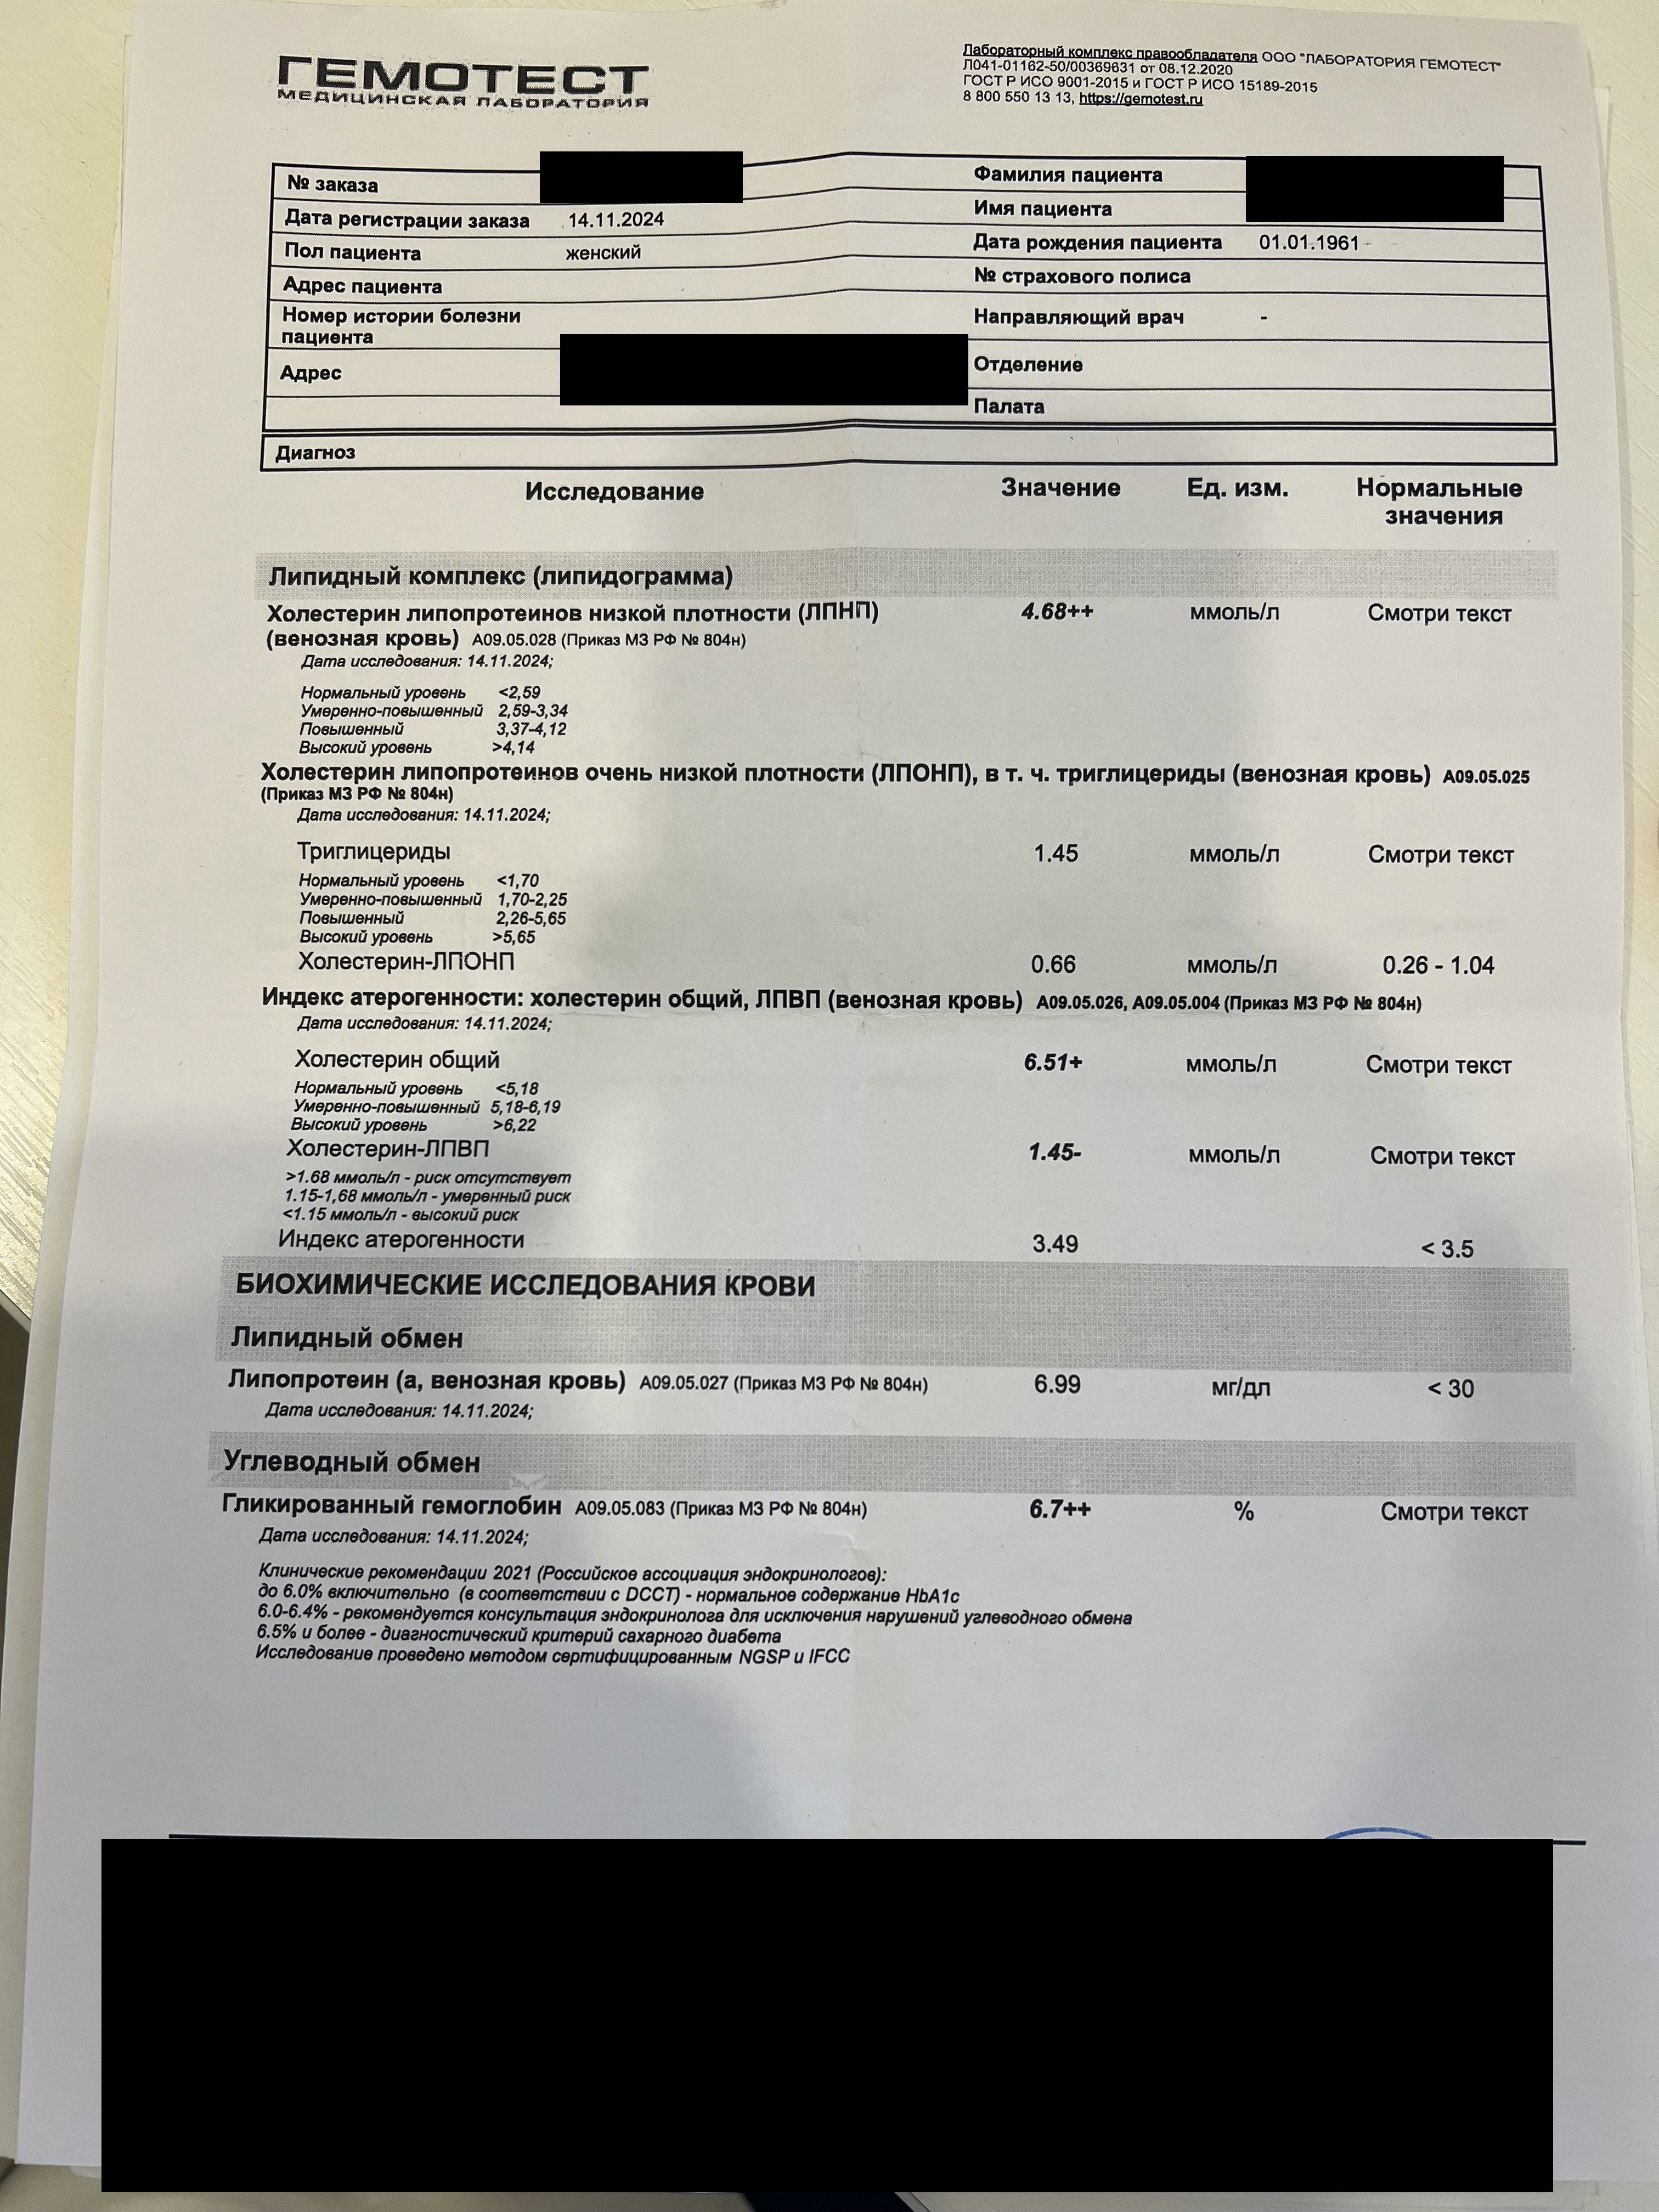 ГЕМОТЕСТ
МЕДИЦИНСКАЯ ЛАБОРАТОРИЯ
Лабораторный комплекс правообладателя ООО "ЛАБОРАТОРИЯ ГЕМОТЕСТ"
Л041-01162-50/00369631 от 08.12.2020
ГОСТ Р ИСО 9001-2015 и ГОСТ Р ИСО 15189-2015
8 800 550 13 13, https://gemotest.ru
№ заказа
Фамилия пациента
Дата регистрации заказа 14.11.2024
Имя пациента
Пол пациента женский
Дата рождения пациента 01.01.1961
Адрес пациента
№ страхового полиса
Номер истории болезни
пациента
Направляющий врач -
Адрес
Отделение
Палата
Диагноз
Исследование Значение Ед. изм. Нормальные
значения
Липидный комплекс (липидограмма)
Холестерин липопротеинов низкой плотности (ЛПНП) 4.68++ ммоль/л Смотри текст
(венозная кровь) A09.05.028 (Приказ МЗ РФ № 804н)
Дата исследования: 14.11.2024;
Нормальный уровень <2,59
Умеренно-повышенный 2,59-3,34
Повышенный 3,37-4,12
Высокий уровень >4,14
Холестерин липопротеинов очень низкой плотности (ЛПОНП), в т. ч. триглицериды (венозная кровь) A09.05.025
(Приказ МЗ РФ № 804н)
Дата исследования: 14.11.2024;
Триглицериды 1.45 ммоль/л Смотри текст
Нормальный уровень <1,70
Умеренно-повышенный 1,70-2,25
Повышенный 2,26-5,65
Высокий уровень >5,65
Холестерин-ЛПОНП 0.66 ммоль/л 0.26 - 1.04
Индекс атерогенности: холестерин общий, ЛПВП (венозная кровь) A09.05.026, A09.05.004 (Приказ МЗ РФ № 804н)
Дата исследования: 14.11.2024;
Холестерин общий 6.51+ ммоль/л Смотри текст
Нормальный уровень <5,18
Умеренно-повышенный 5,18-6,19
Высокий уровень >6,22
Холестерин-ЛПВП 1.45- ммоль/л Смотри текст
>1.68 ммоль/л - риск отсутствует
1.15-1,68 ммоль/л - умеренный риск
<1.15 ммоль/л - высокий риск
Индекс атерогенности 3.49 < 3.5
БИОХИМИЧЕСКИЕ ИССЛЕДОВАНИЯ КРОВИ
Липидный обмен
Липопротеин (а, венозная кровь) A09.05.027 (Приказ МЗ РФ № 804н) 6.99 мг/дл < 30
Дата исследования: 14.11.2024;
Углеводный обмен
Гликированный гемоглобин A09.05.083 (Приказ МЗ РФ № 804н) 6.7++ % Смотри текст
Дата исследования: 14.11.2024;
Клинические рекомендации 2021 (Российское ассоциация эндокринологов):
до 6.0% включительно (в соответствии с DCCT) - нормальное содержание HbA1c
6.0-6.4% - рекомендуется консультация эндокринолога для исключения нарушений углеводного обмена
6.5% и более - диагностический критерий сахарного диабета
Исследование проведено методом сертифицированным NGSP и IFCC